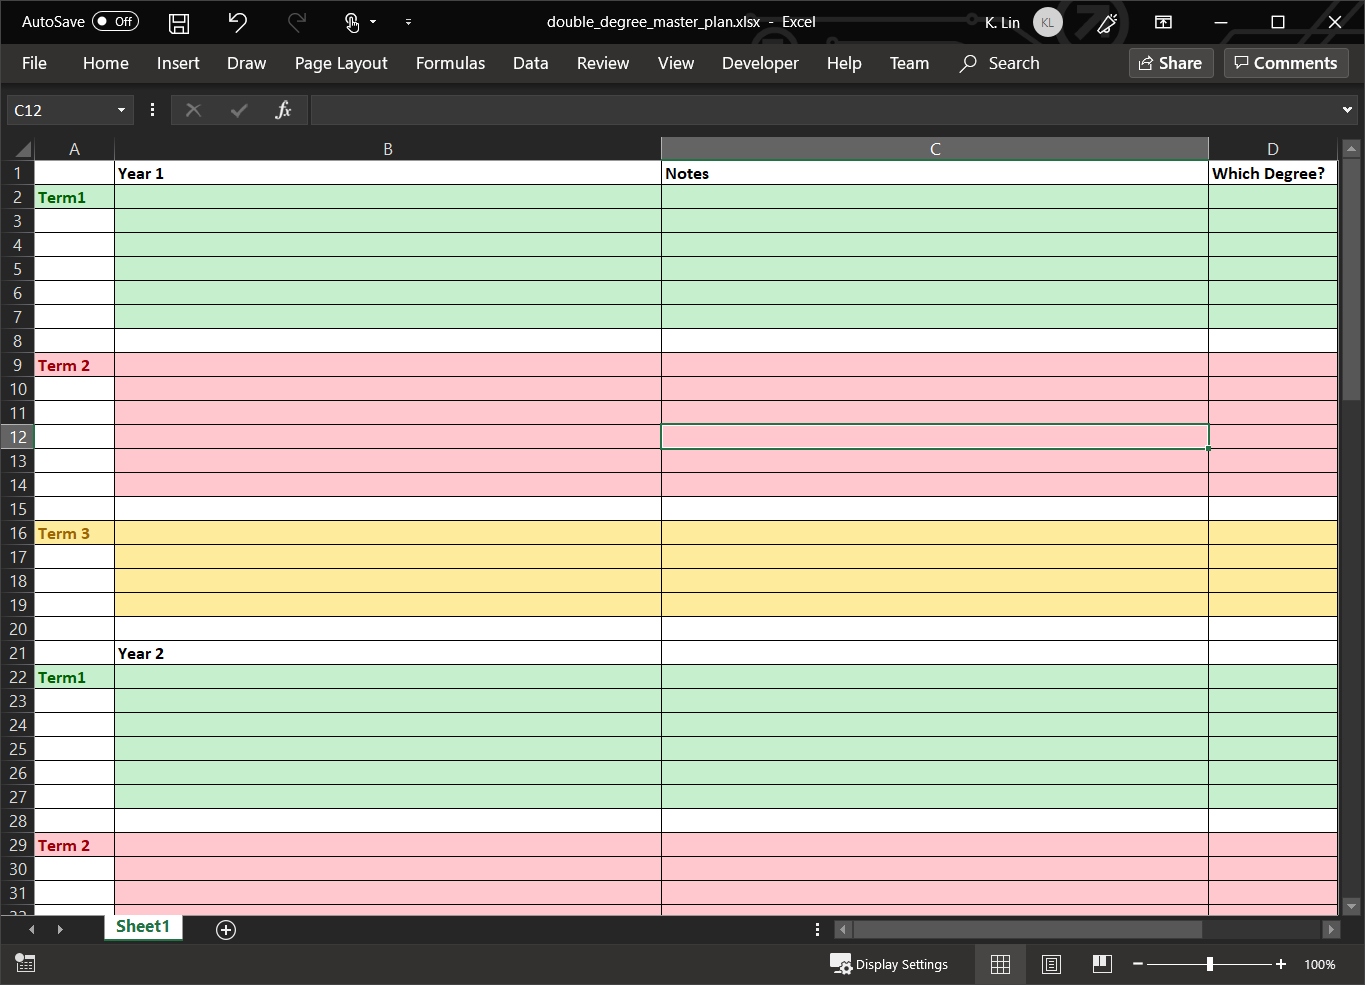 AutoSave Off double_degree_master_plan.xlsx - Excel K. Lin KL
File Home Insert Draw Page Layout Formulas Data Review View Developer Help Team Search Share Comments
C12 fx
A B C D
1 Year 1 Notes Which Degree?
2 Term1
3
4
5
6
7
8
9 Term 2
10
11
12
13
14
15
16 Term 3
17
18
19
20
21 Year 2
22 Term1
23
24
25
26
27
28
29 Term 2
30
31
Sheet1
Display Settings 100%